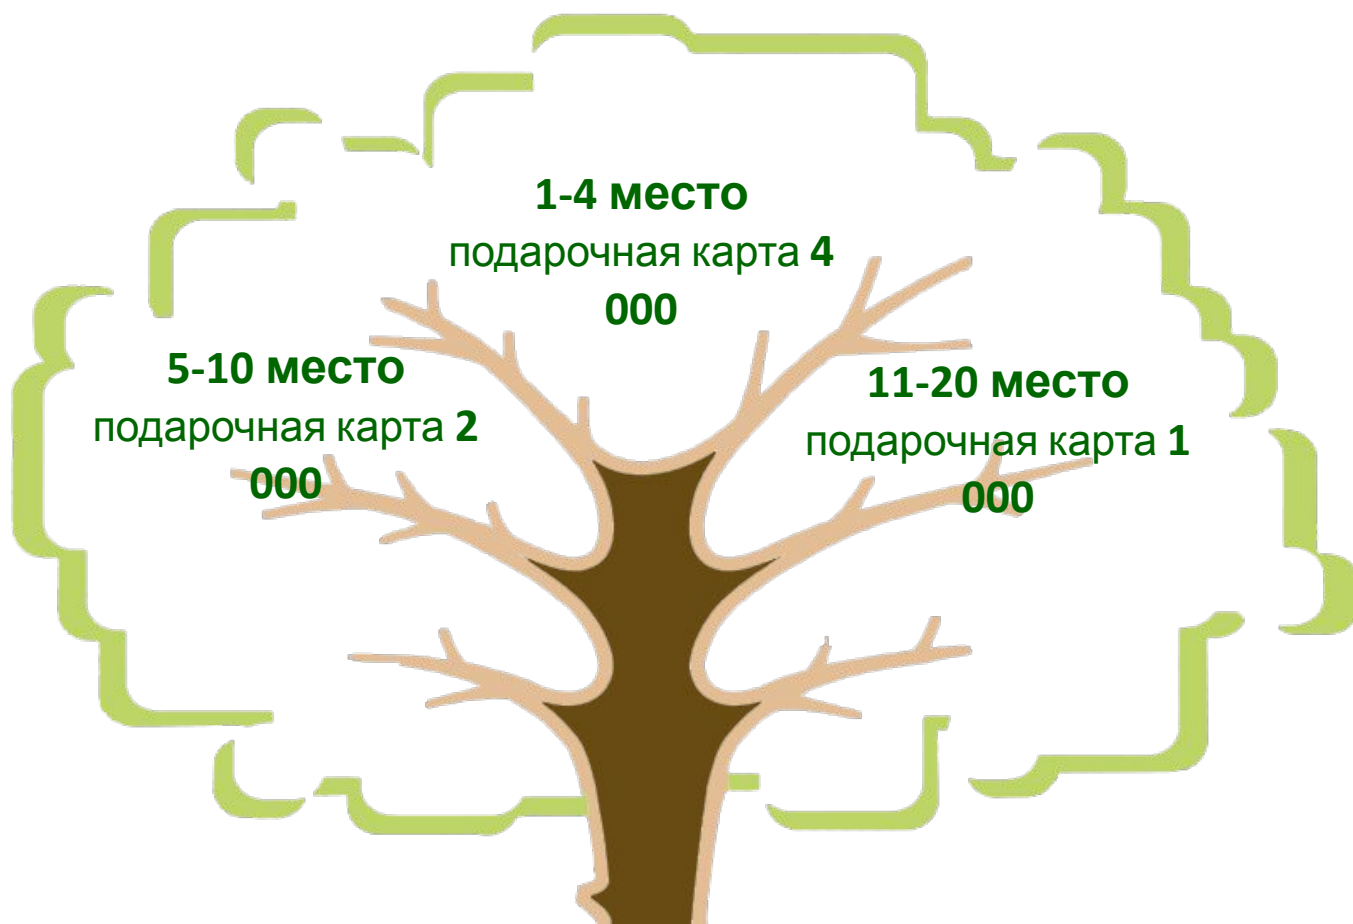 1-4 место
подарочная карта 4
000
5-10 место
подарочная карта 2
000
11-20 место
подарочная карта 1
000